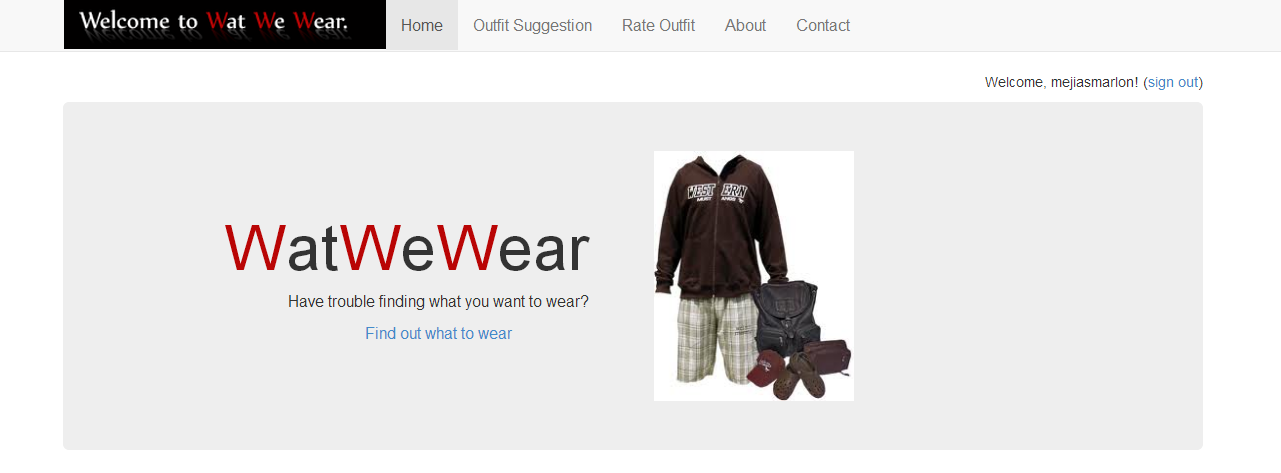 Welcome to Wat We Wear.
Home
Outfit Suggestion
Rate Outfit
About
Contact
Welcome, mejiasmarlon! (sign out)
WatWeWear
Have trouble finding what you want to wear?
Find out what to wear
WESTERN